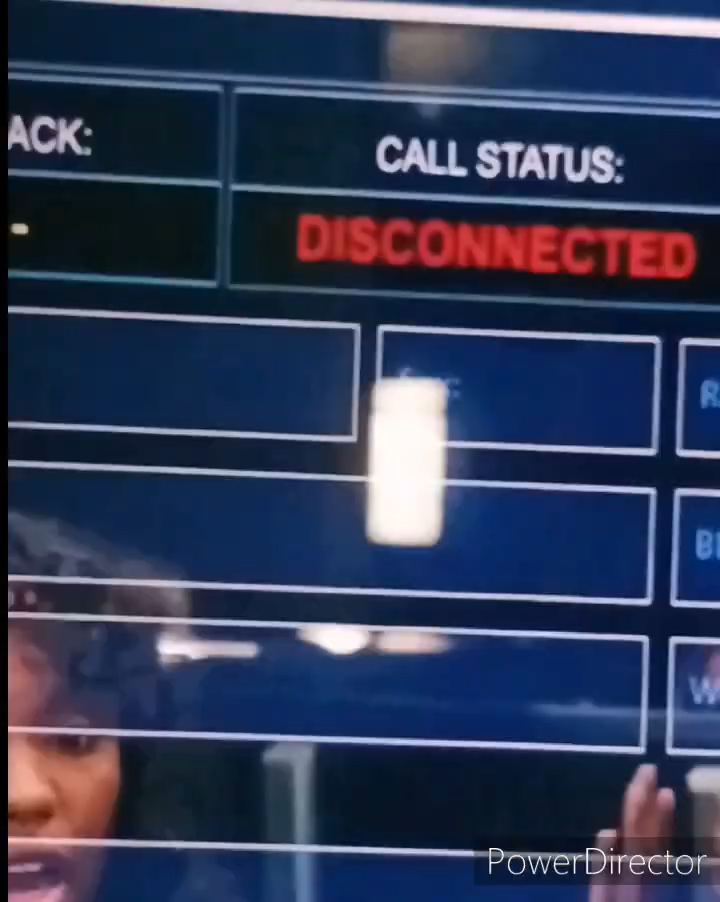 ACK:
CALL STATUS:
-
DISCONNECTED
R
PowerDirector